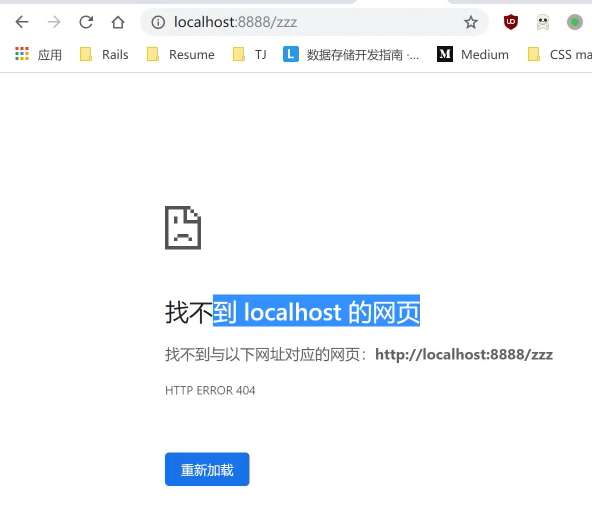 localhost:8888/zzz
应用 Rails Resume TJ L 数据存储开发指南 ·... M Medium CSS ma
找不到 localhost 的网页
找不到与以下网址对应的网页：http://localhost:8888/zzz
HTTP ERROR 404
重新加载